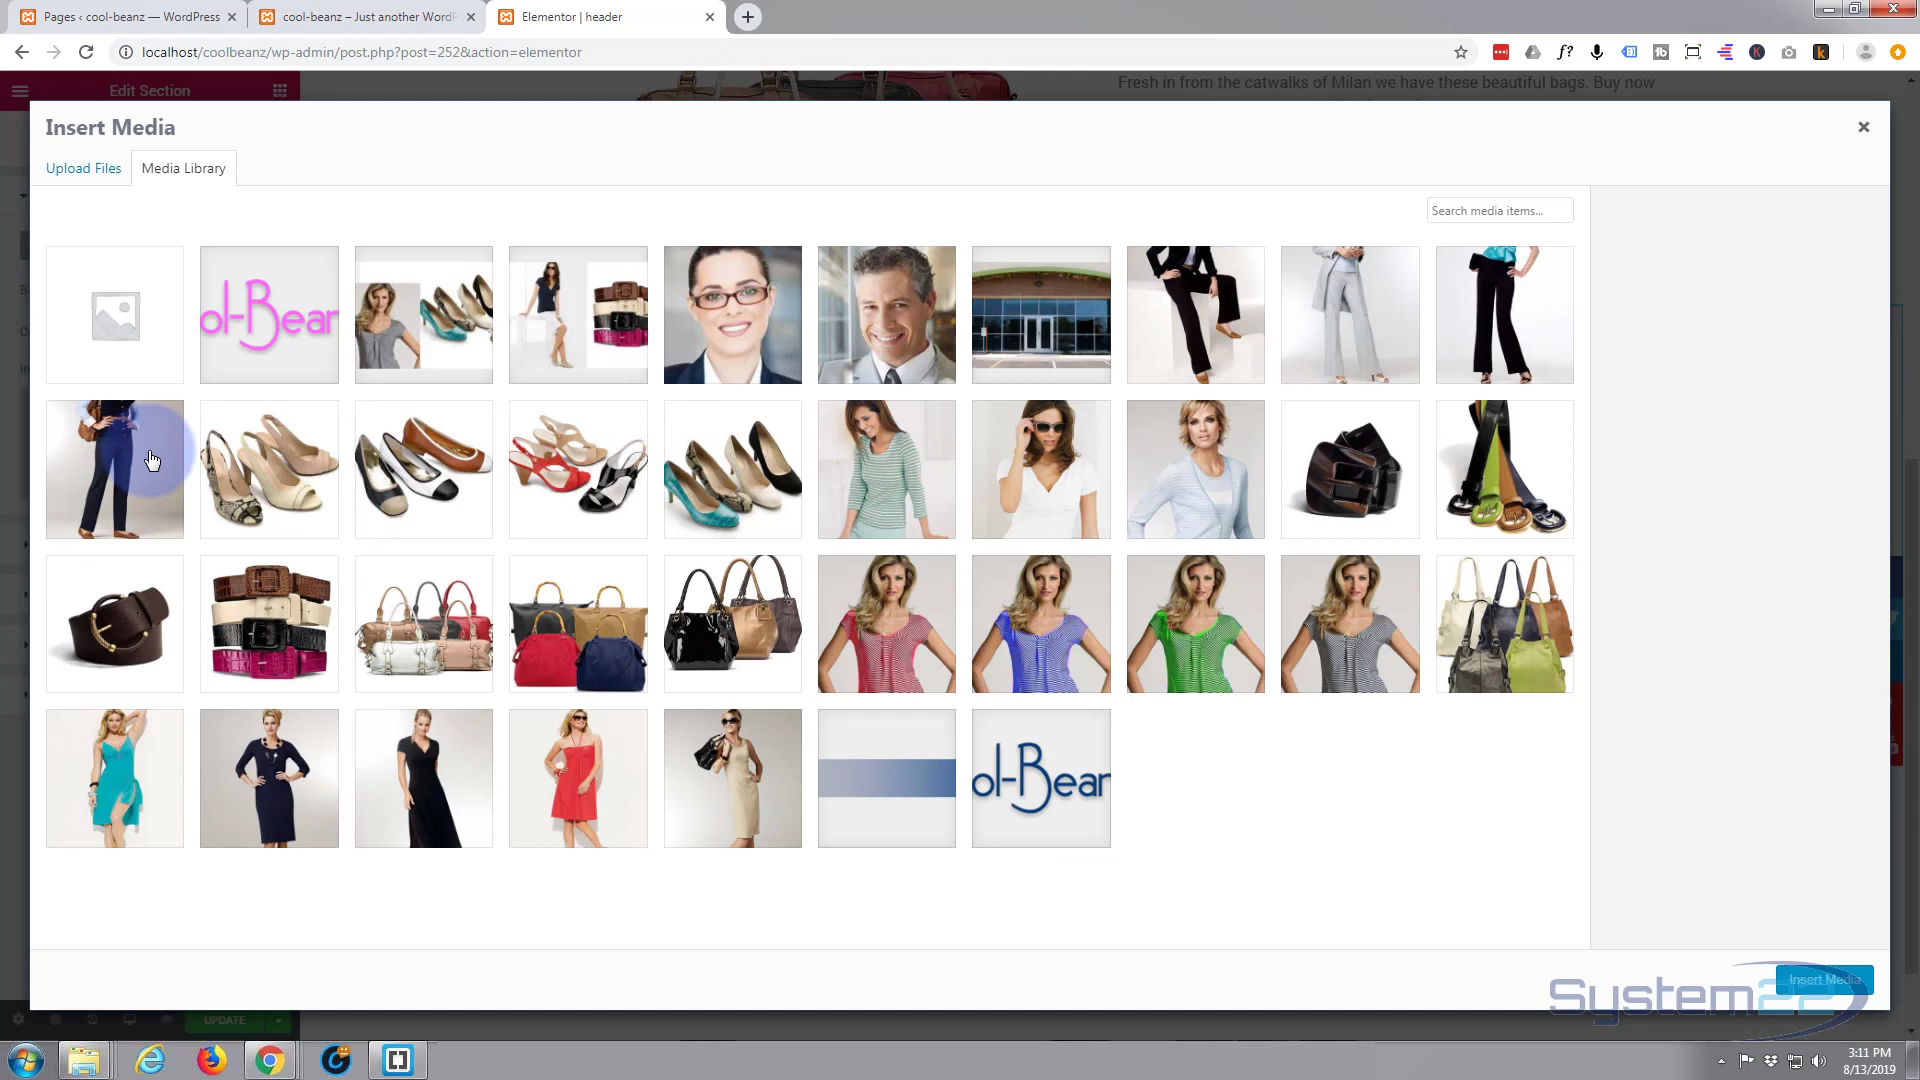 Pages ‹ cool-beanz — WordPress
cool-beanz – Just another WordP
Elementor | header
localhost/coolbeanz/wp-admin/post.php?post=252&action=elementor
Edit Section
Fresh in from the catwalks of Milan we have these beautiful bags. Buy now
Insert Media
Upload Files
Media Library
Search media items...
ol-Bear
ol-Bear
Insert Media
System22
UPDATE
3:11 PM
8/13/2019